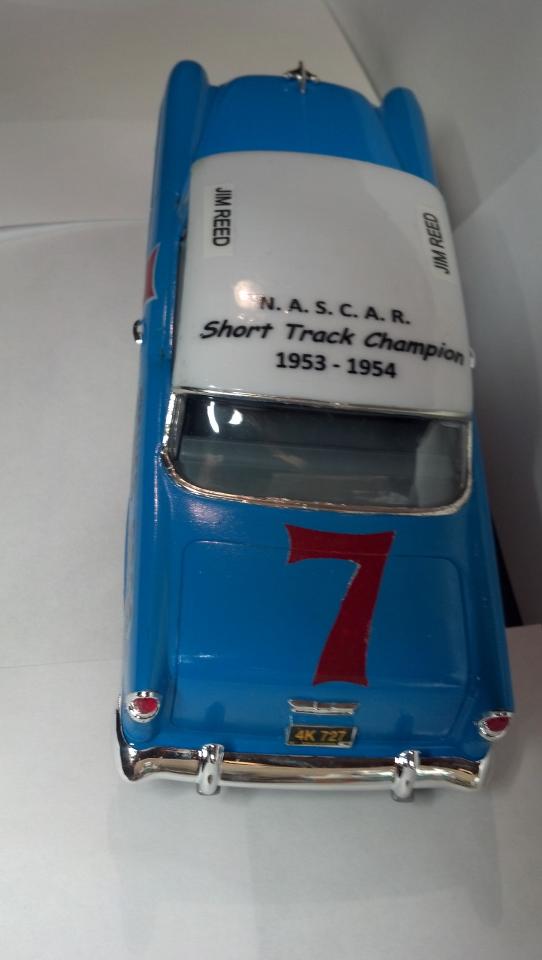 JIM REED
JIM REED
N. A. S. C. A. R.
Short Track Champion
1953 - 1954
7
4K 727